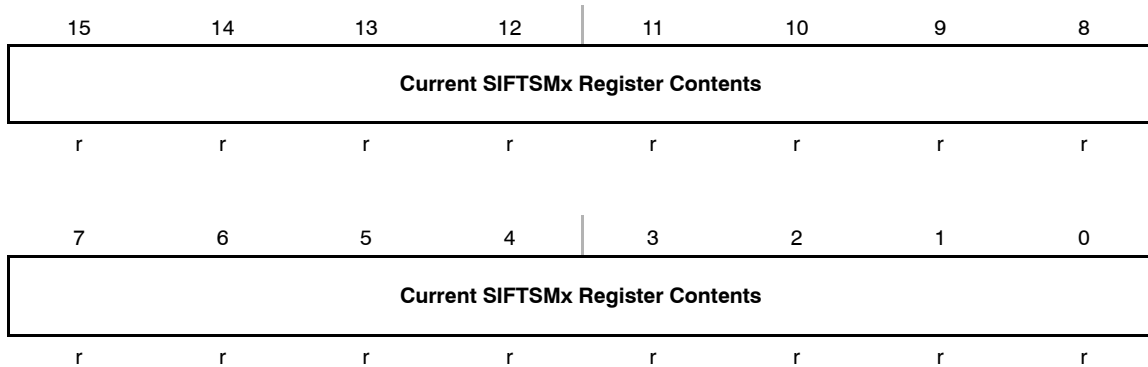 15 14 13 12 11 10 9 8
Current SIFTSMx Register Contents
r r r r r r r r
7 6 5 4 3 2 1 0
Current SIFTSMx Register Contents
r r r r r r r r